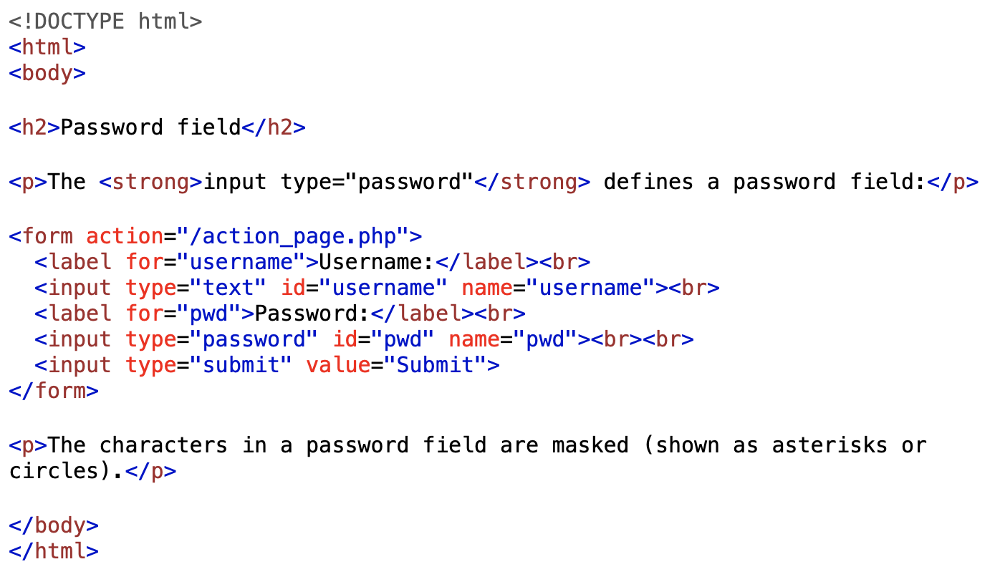 <!DOCTYPE html>
<html>
<body>

<h2>Password field</h2>

<p>The <strong>input type="password"</strong> defines a password field:</p>

<form action="/action_page.php">
  <label for="username">Username:</label><br>
  <input type="text" id="username" name="username"><br>
  <label for="pwd">Password:</label><br>
  <input type="password" id="pwd" name="pwd"><br><br>
  <input type="submit" value="Submit">
</form>

<p>The characters in a password field are masked (shown as asterisks or
circles).</p>

</body>
</html>